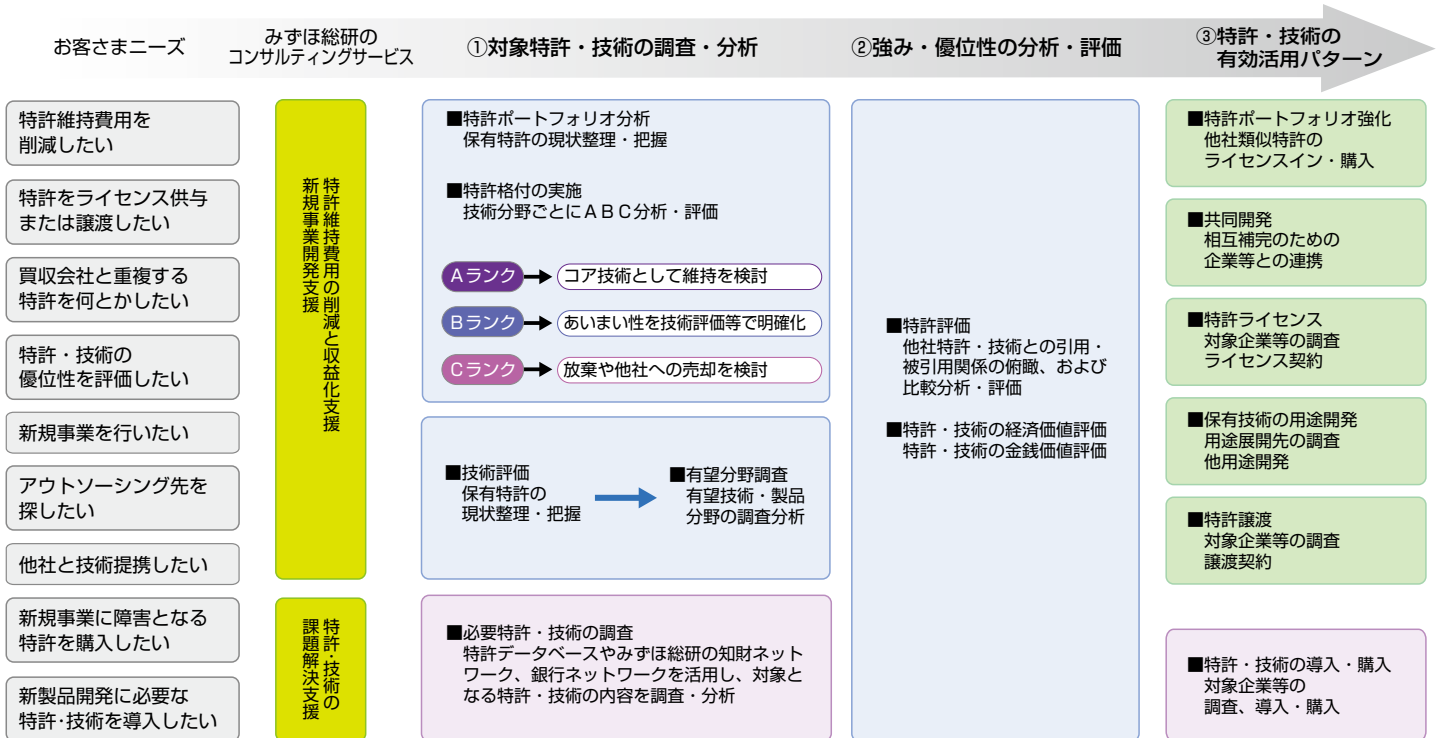 お客さまニーズ
みずほ総研の
コンサルティングサービス
①対象特許・技術の調査・分析
②強み・優位性の分析・評価
③特許・技術の
有効活用パターン
特許維持費用を
削減したい
特許をライセンス供与
または譲渡したい
買収会社と重複する
特許を何とかしたい
特許・技術の
優位性を評価したい
新規事業を行いたい
アウトソーシング先を
探したい
他社と技術提携したい
新規事業に障害となる
特許を購入したい
新製品開発に必要な
特許・技術を導入したい
特許維持費用の削減と収益化支援
新規事業開発支援
特許・技術の
課題解決支援
■特許ポートフォリオ分析
保有特許の現状整理・把握
■特許格付の実施
技術分野ごとにＡＢＣ分析・評価
Ａランク
コア技術として維持を検討
Ｂランク
あいまい性を技術評価等で明確化
Ｃランク
放棄や他社への売却を検討
■技術評価
保有特許の
現状整理・把握
■有望分野調査
有望技術・製品
分野の調査分析
■必要特許・技術の調査
特許データベースやみずほ総研の知財ネット
ワーク、銀行ネットワークを活用し、対象と
なる特許・技術の内容を調査・分析
■特許評価
他社特許・技術との引用・
被引用関係の俯瞰、および
比較分析・評価
■特許・技術の経済価値評価
特許・技術の金銭価値評価
■特許ポートフォリオ強化
他社類似特許の
ライセンスイン・購入
■共同開発
相互補完のための
企業等との連携
■特許ライセンス
対象企業等の調査
ライセンス契約
■保有技術の用途開発
用途展開先の調査
他用途開発
■特許譲渡
対象企業等の調査
譲渡契約
■特許・技術の導入・購入
対象企業等の
調査、導入・購入